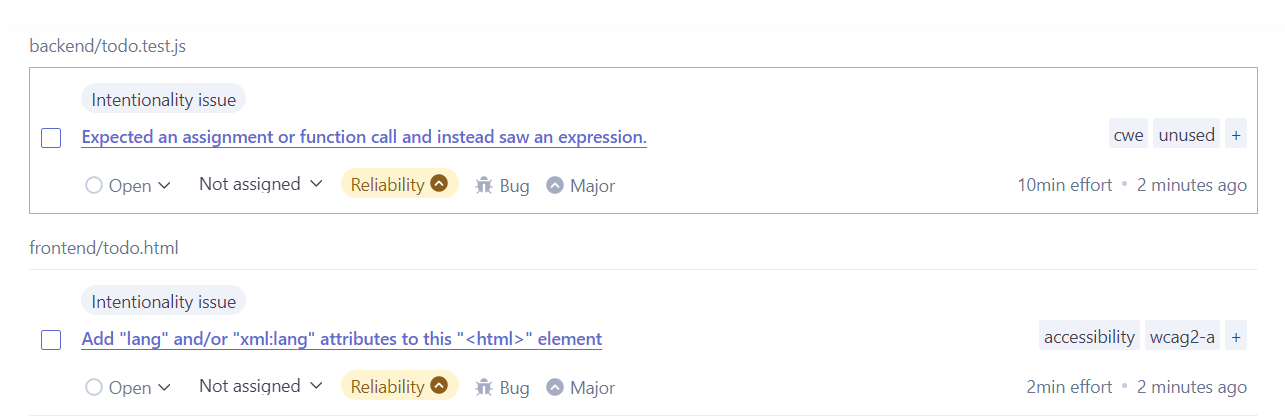 backend/todo.test.js
Intentionality issue
Expected an assignment or function call and instead saw an expression.
cwe unused +
Open Not assigned Reliability Bug Major
10min effort • 2 minutes ago
frontend/todo.html
Intentionality issue
Add "lang" and/or "xml:lang" attributes to this "<html>" element
accessibility wcag2-a +
Open Not assigned Reliability Bug Major
2min effort • 2 minutes ago